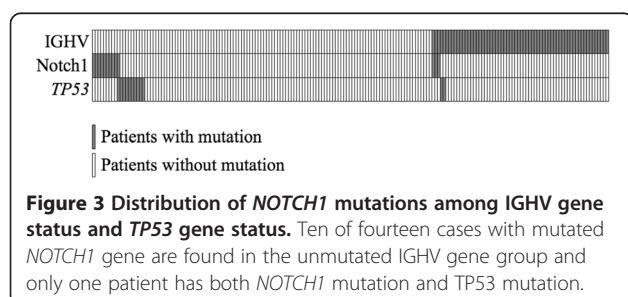 IGHV
Notch1
TP53
Patients with mutation
Patients without mutation
Figure 3 Distribution of NOTCH1 mutations among IGHV gene
status and TP53 gene status. Ten of fourteen cases with mutated
NOTCH1 gene are found in the unmutated IGHV gene group and
only one patient has both NOTCH1 mutation and TP53 mutation.